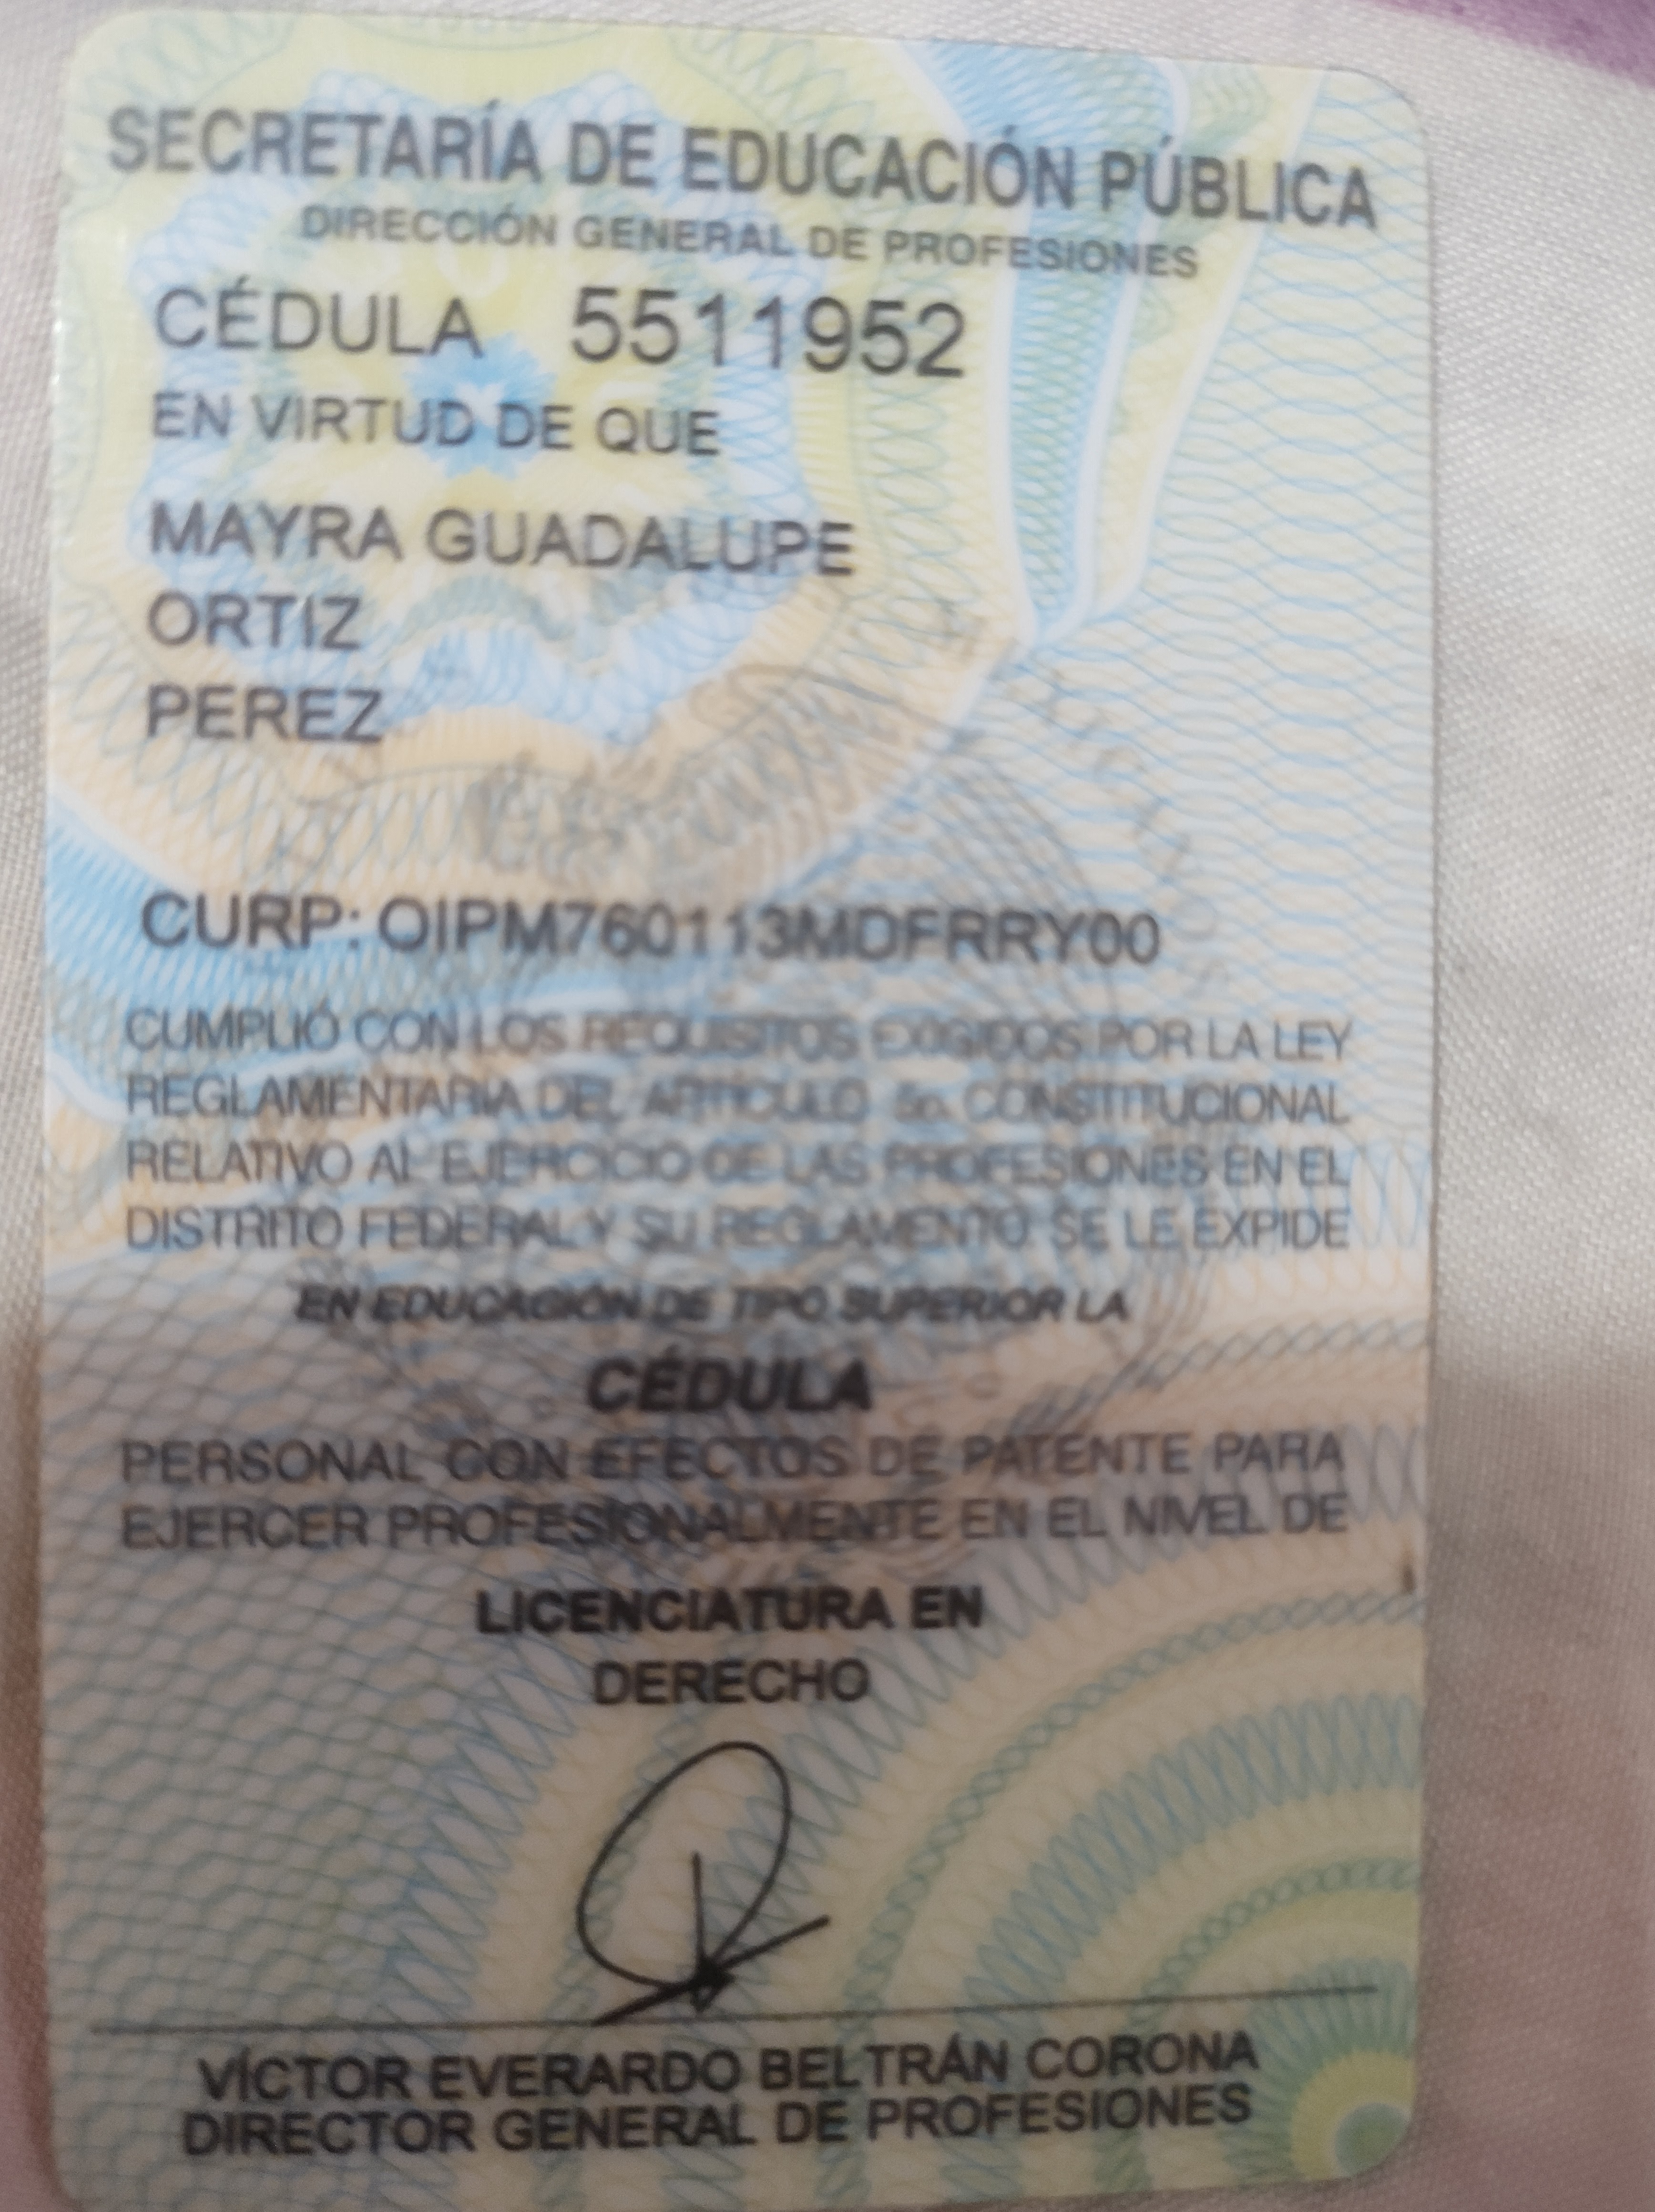 SECRETARÍA DE EDUCACIÓN PÚBLICA
DIRECCIÓN GENERAL DE PROFESIONES
CÉDULA 5511952
EN VIRTUD DE QUE
MAYRA GUADALUPE
ORTIZ
PEREZ
CURP: OIPM760113MDFRRY00
CUMPLIÓ CON LOS REQUISITOS EXIGIDOS POR LA LEY
REGLAMENTARIA DEL ARTÍCULO 5o. CONSTITUCIONAL
RELATIVO AL EJERCICIO DE LAS PROFESIONES EN EL
DISTRITO FEDERAL Y SU REGLAMENTO SE LE EXPIDE
EN EDUCACIÓN DE TIPO SUPERIOR LA
CÉDULA
PERSONAL CON EFECTOS DE PATENTE PARA
EJERCER PROFESIONALMENTE EN EL NIVEL DE
LICENCIATURA EN
DERECHO
VÍCTOR EVERARDO BELTRÁN CORONA
DIRECTOR GENERAL DE PROFESIONES